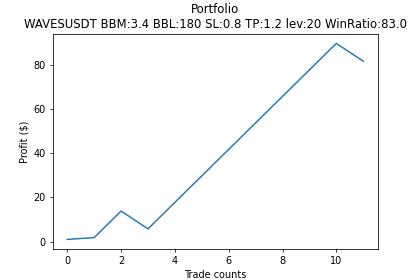 Portfolio
WAVESUSDT BBM:3.4 BBL:180 SL:0.8 TP:1.2 lev:20 WinRatio:83.0
Profit ($)
80
60
40
20
0
0 2 4 6 8 10
Trade counts